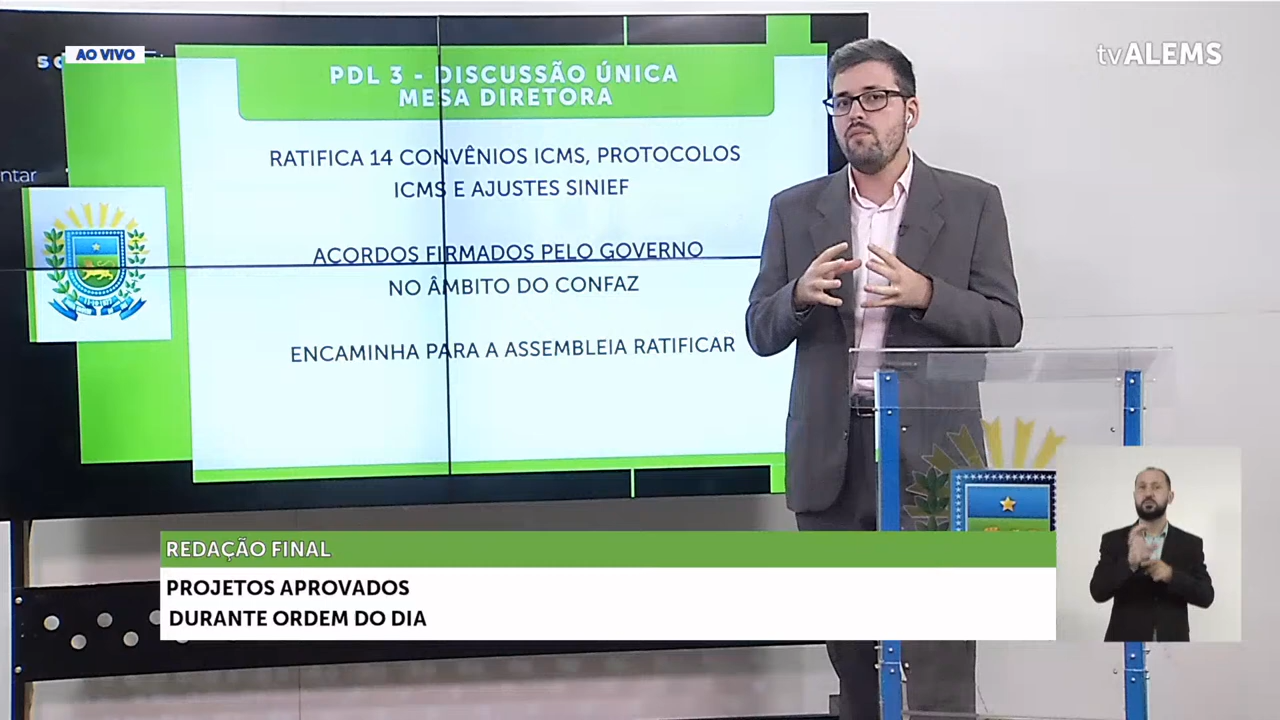 AO VIVO
tvALEMS
PDL 3 - DISCUSSÃO ÚNICA
MESA DIRETORA
RATIFICA 14 CONVÊNIOS ICMS, PROTOCOLOS
ICMS E AJUSTES SINIEF
ntar
ACORDOS FIRMADOS PELO GOVERNO
NO ÂMBITO DO CONFAZ
ENCAMINHA PARA A ASSEMBLEIA RATIFICAR
REDAÇÃO FINAL
PROJETOS APROVADOS
DURANTE ORDEM DO DIA